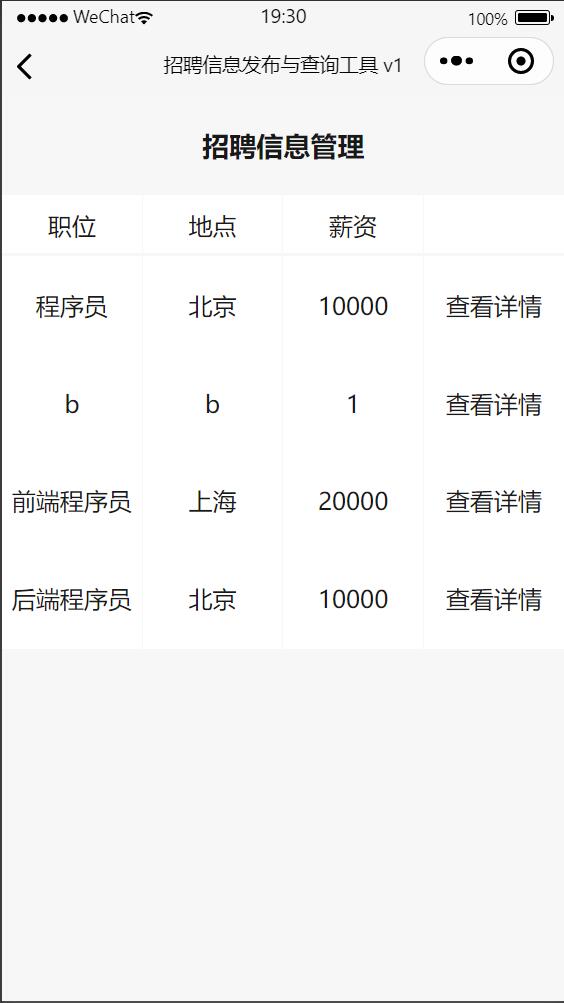 WeChat 19:30 100%
招聘信息发布与查询工具 v1
招聘信息管理
职位 地点 薪资
程序员 北京 10000 查看详情
b b 1 查看详情
前端程序员 上海 20000 查看详情
后端程序员 北京 10000 查看详情